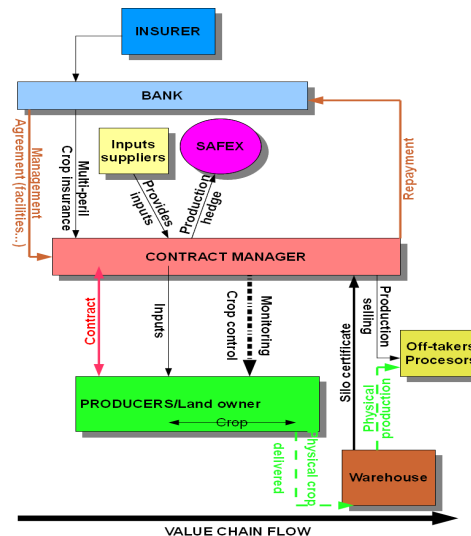 INSURER
BANK
Management
Agreement (facilities...)
Multi-peril
Crop insurance
Inputs
suppliers
SAFEX
Provides
inputs
Production
hedge
Repayment
CONTRACT MANAGER
Contract
Inputs
Monitoring
Crop control
Silo certificate
Production
selling
Off-takers
Procesors
PRODUCERS/Land owner
Crop
Physical crop
delivered
Physical
production
Warehouse
VALUE CHAIN FLOW